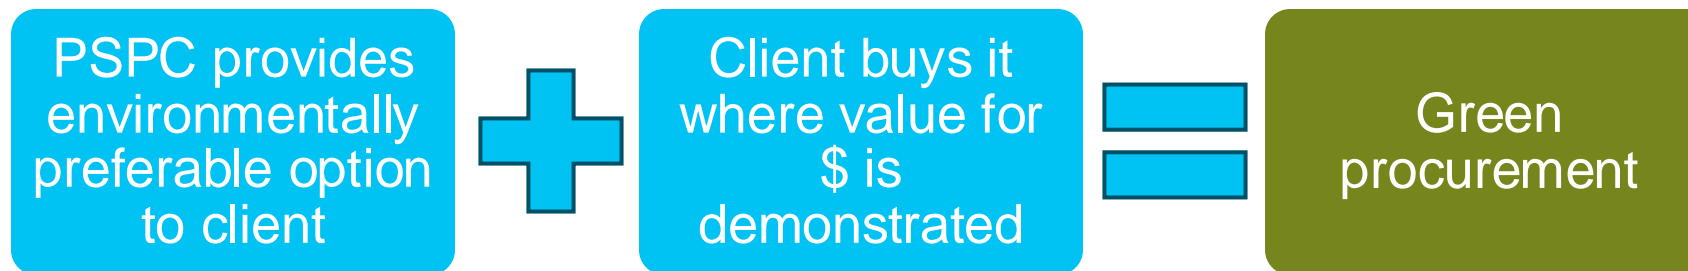 PSPC provides
environmentally
preferable option
to client
Client buys it
where value for
$ is
demonstrated
Green
procurement